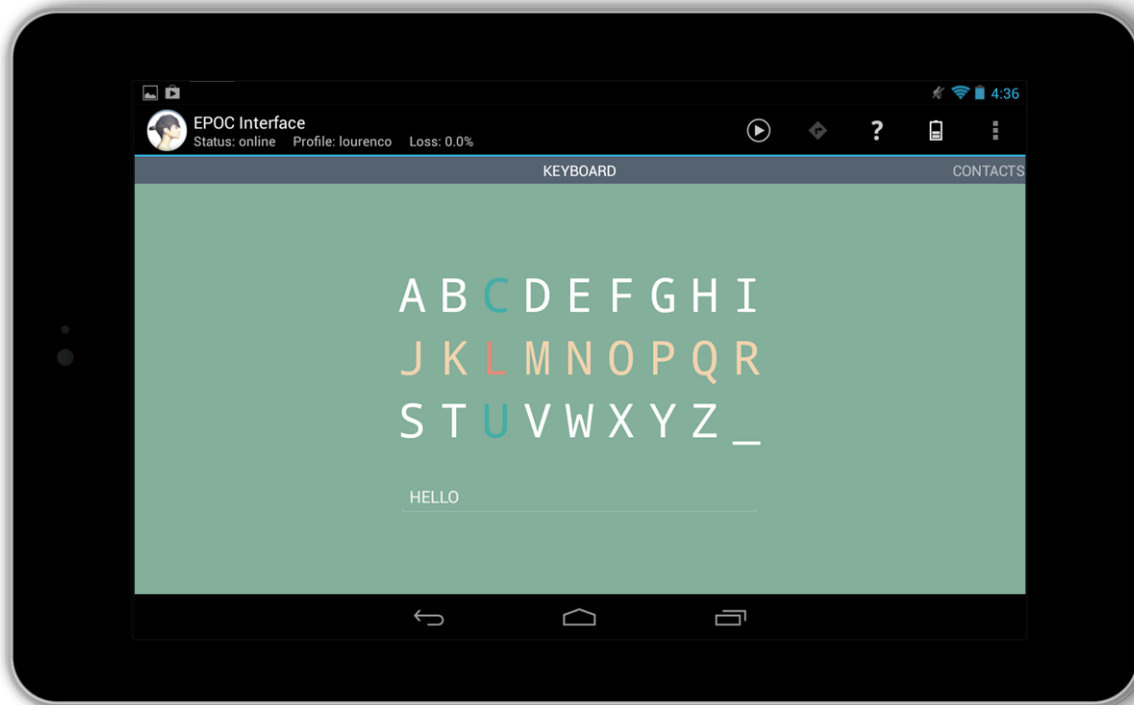 4:36
EPOC Interface
Status: online Profile: lourenco Loss: 0.0%
?
KEYBOARD CONTACTS
A B C D E F G H I
J K L M N O P Q R
S T U V W X Y Z _
HELLO